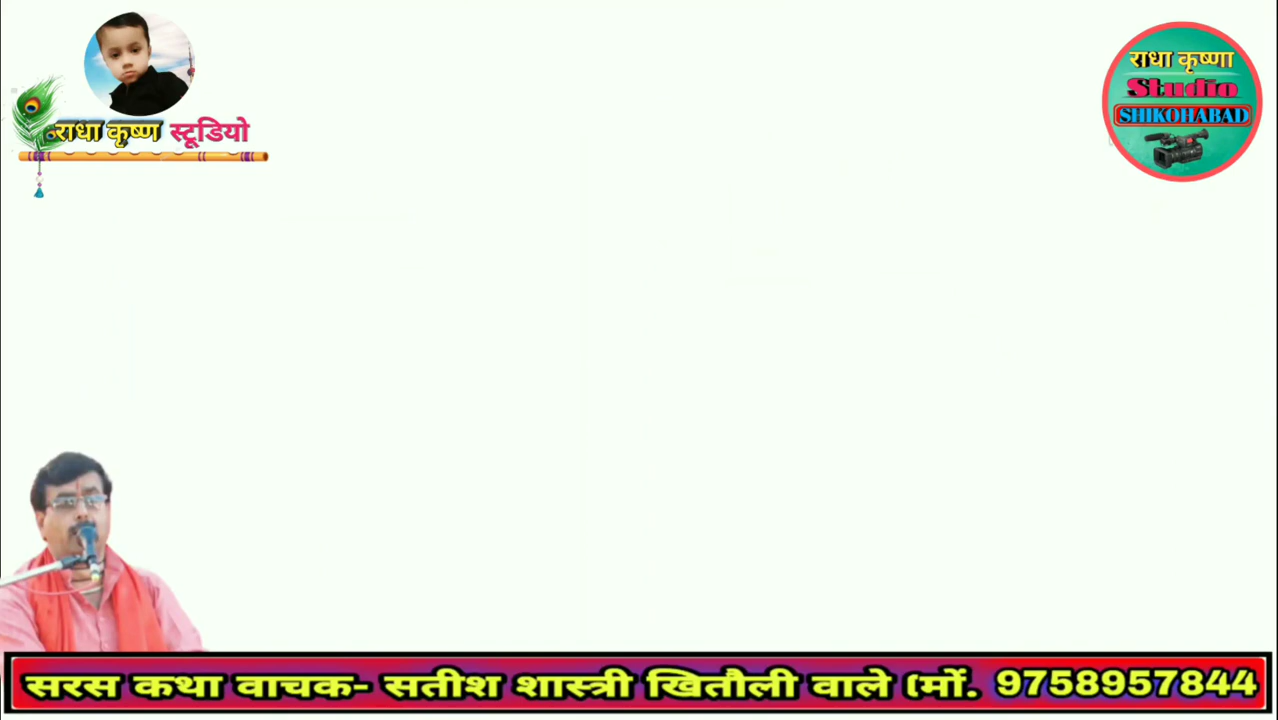 राधा कृष्ण स्टूडियो
राधा कृष्णा
Studio
SHIKOHABAD
सरस कथा वाचक- सतीश शास्त्री खितौली वाले (मों. 9758957844